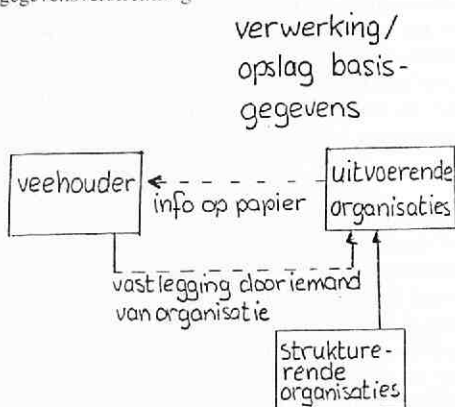 verwerking/
opslag basis-
gegevens
veehouder
info op papier
uitvoerende
organisaties
vastlegging door iemand
van organisatie
strukture-
rende
organisaties